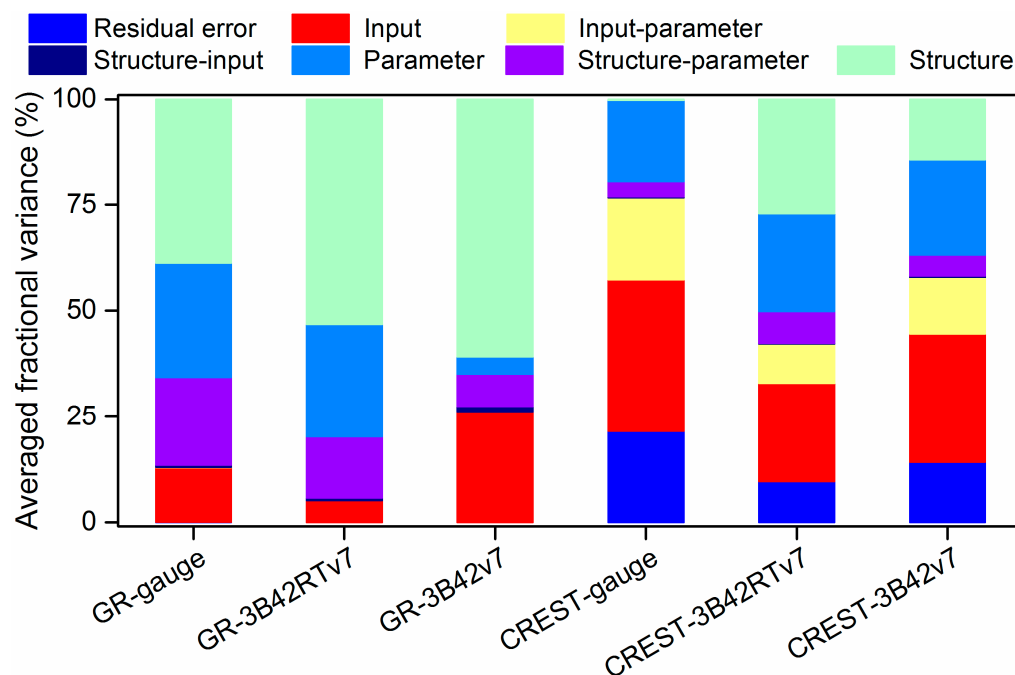 Residual error Input Input-parameter
Structure-input Parameter Structure-parameter Structure
Averaged fractional variance (%)
100
75
50
25
0
GR-gauge
GR-3B42RTv7
GR-3B42v7
CREST-gauge
CREST-3B42RTv7
CREST-3B42v7